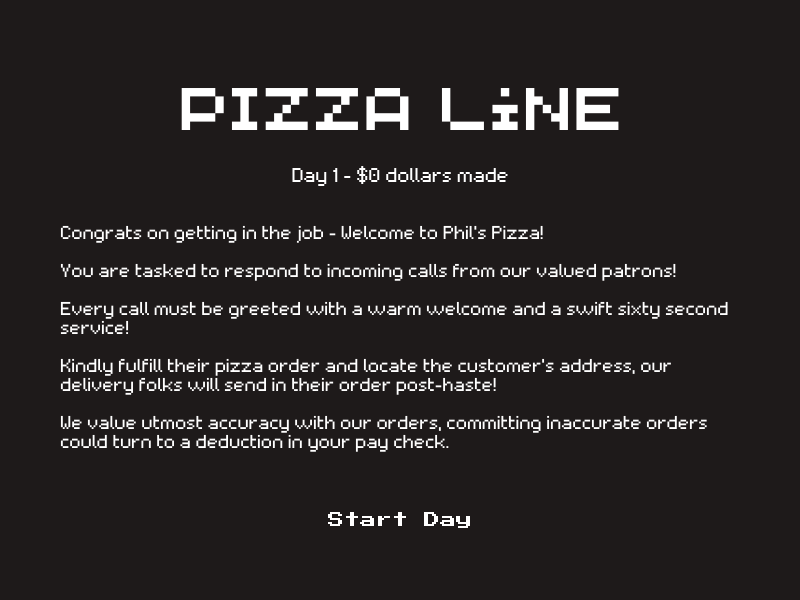 PIZZA LiNE
Day 1 - $0 dollars made
Congrats on getting in the job - Welcome to Phil's Pizza!
You are tasked to respond to incoming calls from our valued patrons!
Every call must be greeted with a warm welcome and a swift sixty second
service!
Kindly fulfill their pizza order and locate the customer's address, our
delivery folks will send in their order post-haste!
We value utmost accuracy with our orders, committing inaccurate orders
could turn to a deduction in your pay check.
Start Day